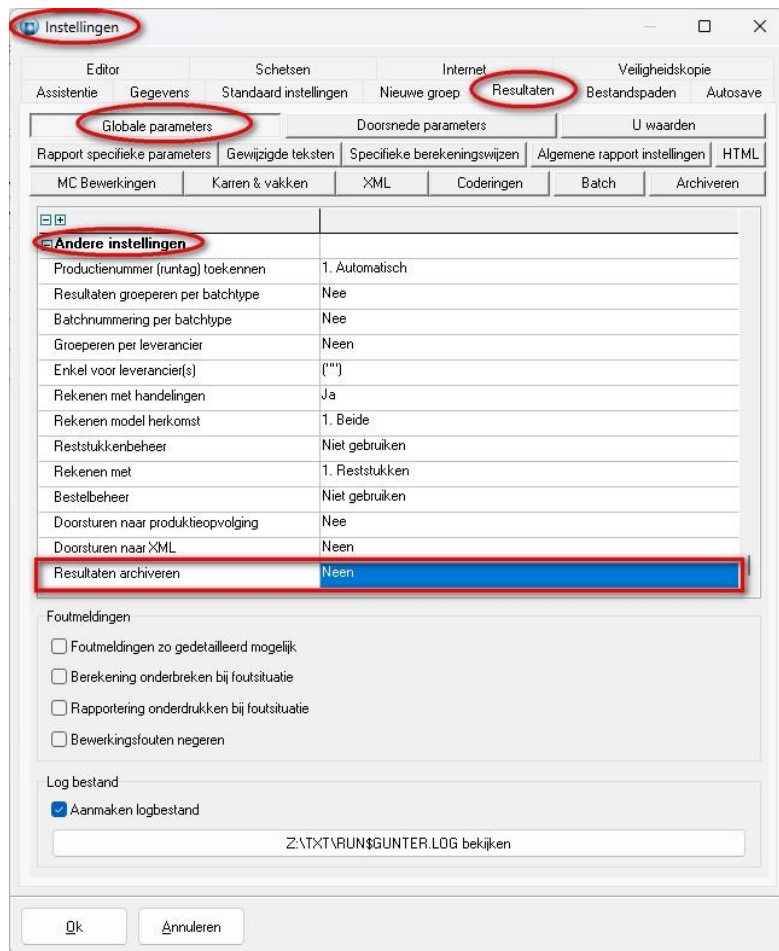 Instellingen
Editor Schetsen Internet Veiligheidskopie
Assistentie Gegevens Standaard instellingen Nieuwe groep Resultaten Bestandspaden Autosave
Globale parameters Doorsnede parameters U waarden
Rapport specifieke parameters Gewijzigde teksten Specifieke berekeningswijzen Algemene rapport instellingen HTML
MC Bewerkingen Karren & vakken XML Coderingen Batch Archiveren
Andere instellingen
Productienummer (runtag) toekennen 1. Automatisch
Resultaten groeperen per batchtype Nee
Batchnummering per batchtype Nee
Groeperen per leverancier Neen
Enkel voor leverancier(s) ('"')
Rekenen met handelingen Ja
Rekenen model herkomst 1. Beide
Reststukkenbeheer Niet gebruiken
Rekenen met 1. Reststukken
Bestelbeheer Niet gebruiken
Doorsturen naar produktieopvolging Nee
Doorsturen naar XML Neen
Resultaten archiveren Neen
Foutmeldingen
Foutmeldingen zo gedetailleerd mogelijk
Berekening onderbreken bij foutsituatie
Rapportering onderdrukken bij foutsituatie
Bewerkingsfouten negeren
Log bestand
Aanmaken logbestand
Z:\TXT\RUN$GUNTER.LOG bekijken
Ok Annuleren